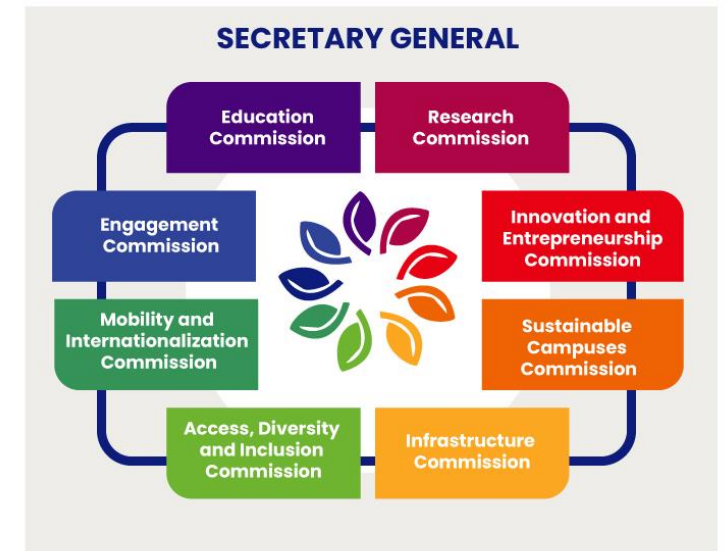 SECRETARY GENERAL
Education
Commission
Research
Commission
Engagement
Commission
Innovation and
Entrepreneurship
Commission
Mobility and
Internationalization
Commission
Sustainable
Campuses
Commission
Access, Diversity
and Inclusion
Commission
Infrastructure
Commission